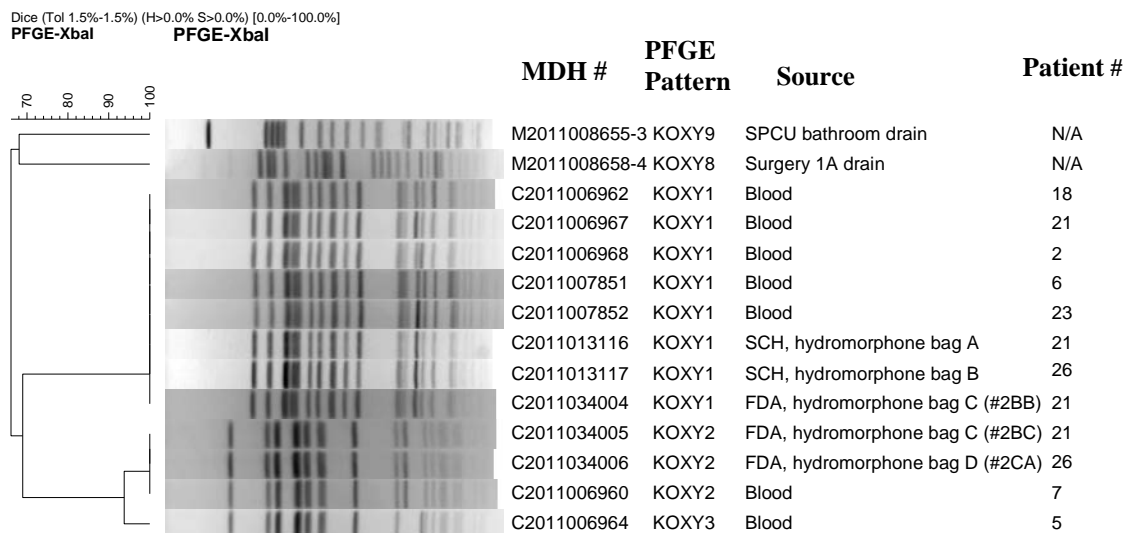 Dice (Tol 1.5%-1.5%) (H>0.0% S>0.0%) [0.0%-100.0%]
PFGE-XbaI PFGE-XbaI
MDH # PFGE Pattern Source Patient #
70 80 90 100
M2011008655-3 KOXY9 SPCU bathroom drain N/A
M2011008658-4 KOXY8 Surgery 1A drain N/A
C2011006962 KOXY1 Blood 18
C2011006967 KOXY1 Blood 21
C2011006968 KOXY1 Blood 2
C2011007851 KOXY1 Blood 6
C2011007852 KOXY1 Blood 23
C2011013116 KOXY1 SCH, hydromorphone bag A 21
C2011013117 KOXY1 SCH, hydromorphone bag B 26
C2011034004 KOXY1 FDA, hydromorphone bag C (#2BB) 21
C2011034005 KOXY2 FDA, hydromorphone bag C (#2BC) 21
C2011034006 KOXY2 FDA, hydromorphone bag D (#2CA) 26
C2011006960 KOXY2 Blood 7
C2011006964 KOXY3 Blood 5